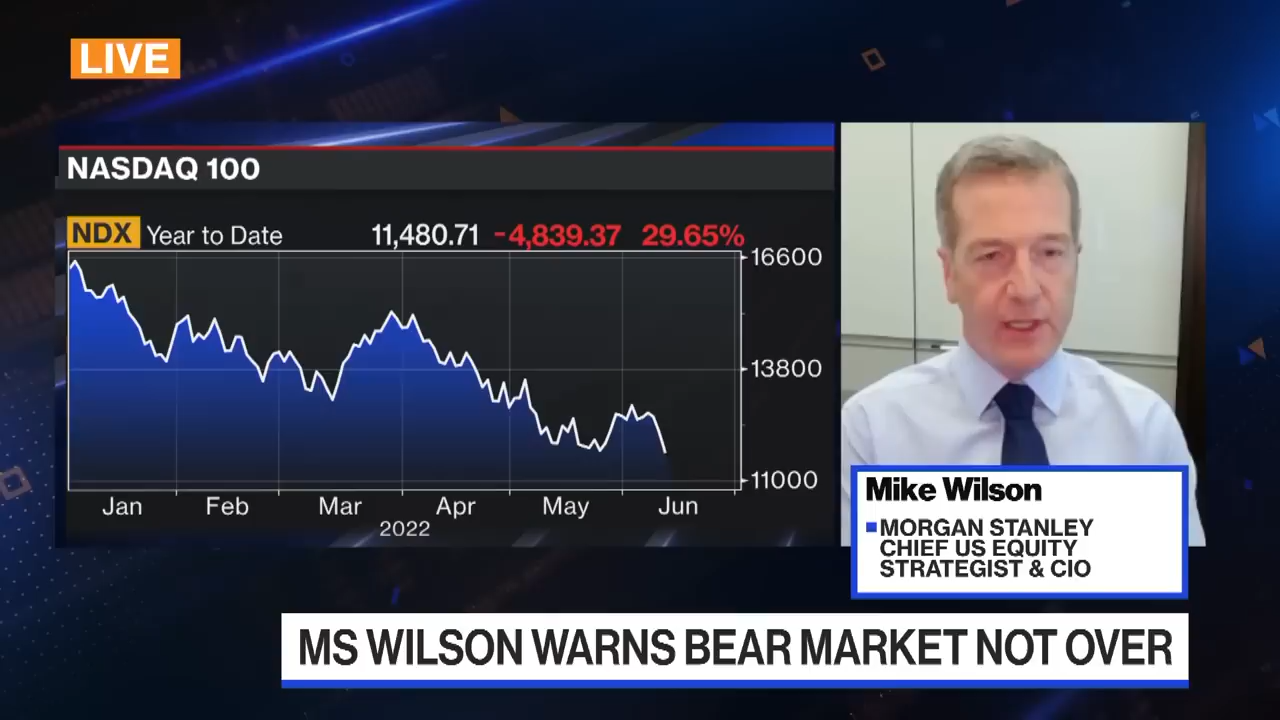 LIVE
NASDAQ 100
NDX Year to Date 11,480.71 -4,839.37 29.65%
16600
13800
11000
Jan Feb Mar Apr May Jun
2022
Mike Wilson
MORGAN STANLEY
CHIEF US EQUITY
STRATEGIST & CIO
MS WILSON WARNS BEAR MARKET NOT OVER